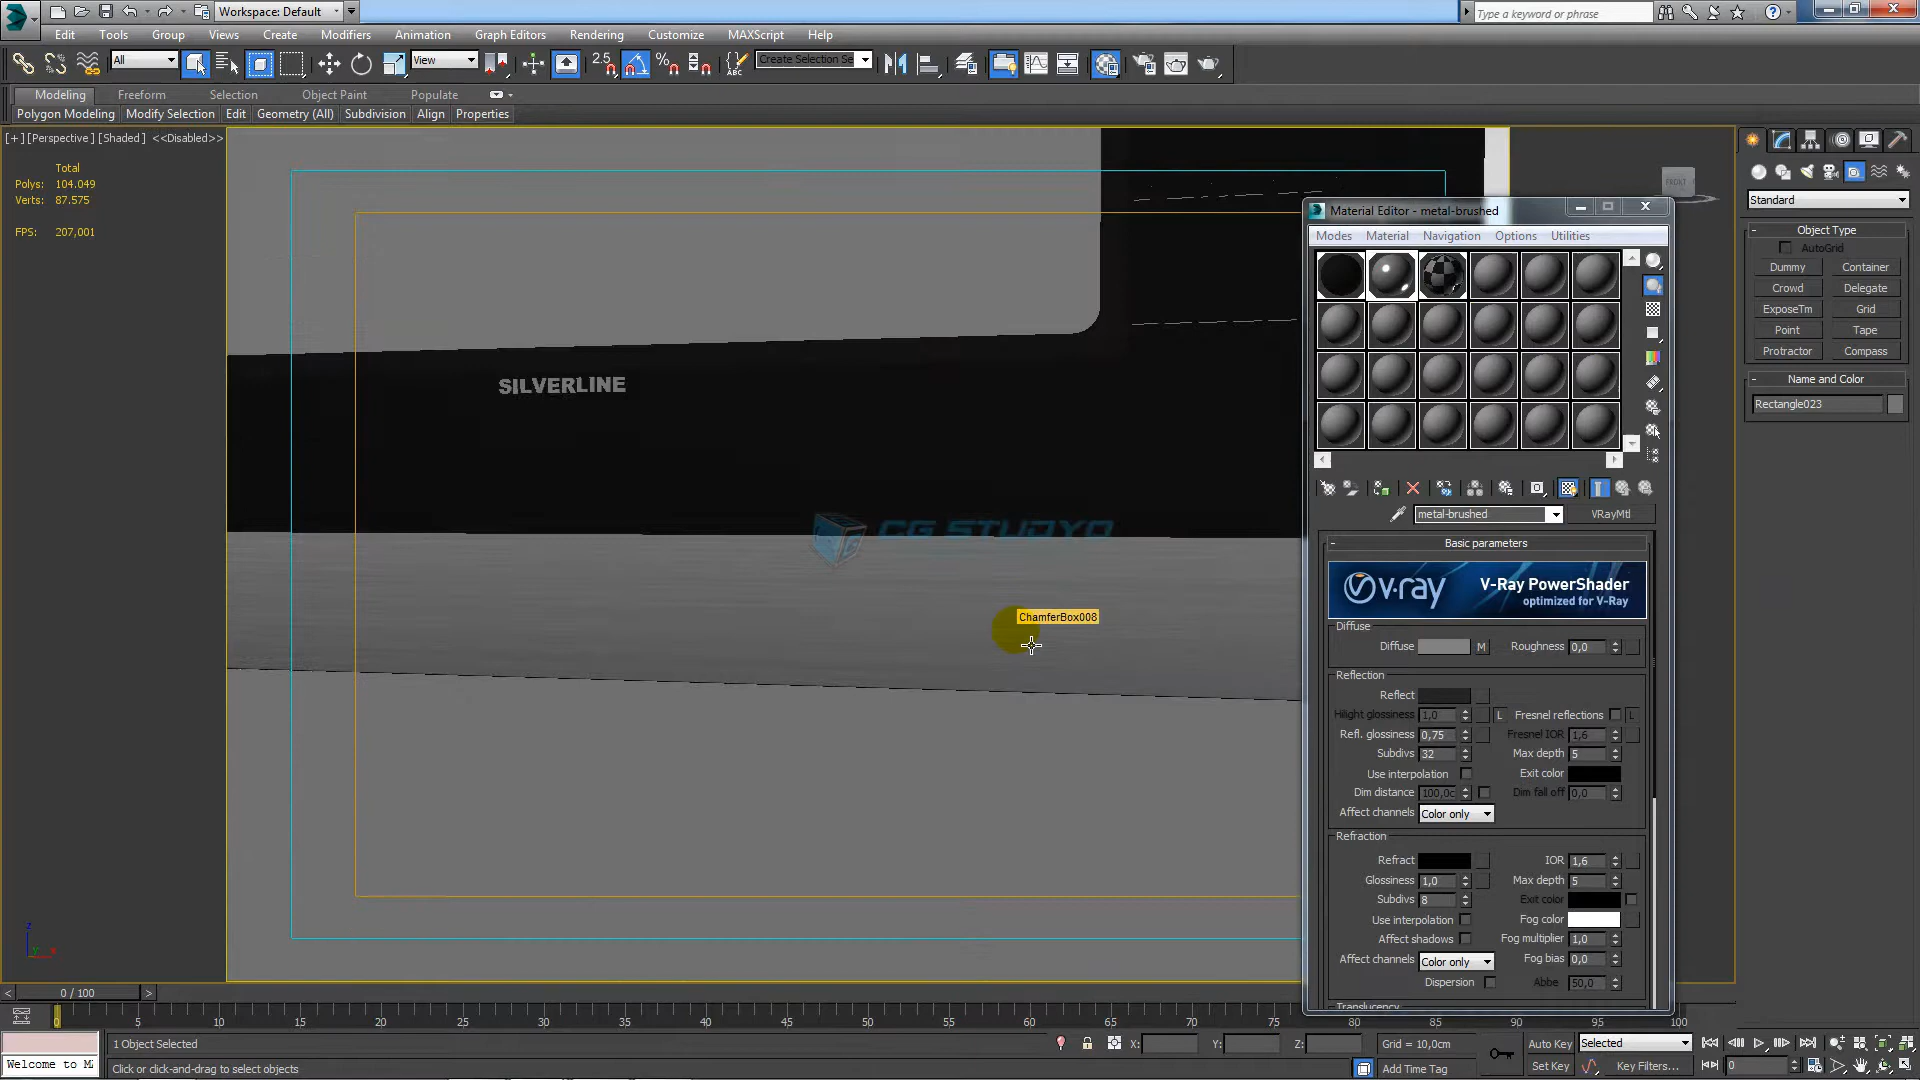 Workspace: Default
Type a keyword or phrase
Edit Tools Group Views Create Modifiers Animation Graph Editors Rendering Customize MAXScript Help
All
View
2.5
Create Selection Se
Modeling Freeform Selection Object Paint Populate
Polygon Modeling Modify Selection Edit Geometry (All) Subdivision Align Properties
[+] [Perspective] [Shaded] <<Disabled>>
Total
Polys: 104.049
Verts: 87.575
FPS: 207,001
SILVERLINE
CG STUDYO
ChamferBox008
FRONT
Material Editor - metal-brushed
Modes Material Navigation Options Utilities
metal-brushed
VRayMtl
Basic parameters
v-ray
V-Ray PowerShader
optimized for V-Ray
Diffuse
Diffuse M Roughness 0,0
Reflection
Reflect
Hilight glossiness 1,0 L Fresnel reflections L
Refl. glossiness 0,75 Fresnel IOR 1,6
Subdivs 32 Max depth 5
Use interpolation Exit color
Dim distance 100,0c Dim fall off 0,0
Affect channels Color only
Refraction
Refract IOR 1,6
Glossiness 1,0 Max depth 5
Subdivs 8 Exit color
Use interpolation Fog color
Affect shadows Fog multiplier 1,0
Affect channels Color only Fog bias 0,0
Dispersion Abbe 50,0
Translucency
Standard
Object Type
AutoGrid
Dummy Container
Crowd Delegate
ExposeTm Grid
Point Tape
Protractor Compass
Name and Color
Rectangle023
z
y x
< 0 / 100 >
5 10 15 20 25 30 35 40 45 50 55 60 65 70 75 80 85 90 95 100
1 Object Selected
X: Y: Z: Grid = 10,0cm
Auto Key Selected
Welcome to M
Click or click-and-drag to select objects
Add Time Tag
Set Key Key Filters... 0